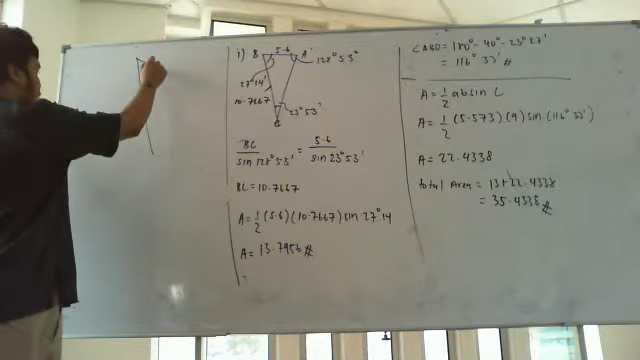 i) B 5.6 A'
128° 53'
27°14'
10.7667
23° 53'
C
BC / sin 128° 53' = 5.6 / sin 23° 53'
BC = 10.7667
A = 1/2 (5.6) (10.7667) sin 27° 14
A = 13.7956
∠ABD = 180° - 40° - 23° 27'
= 116° 33'
A = 1/2 ab sin C
A = 1/2 (5.573) (9) sin (116° 33')
A = 22.4338
total Area = 13 + 22.4338
= 35.4338